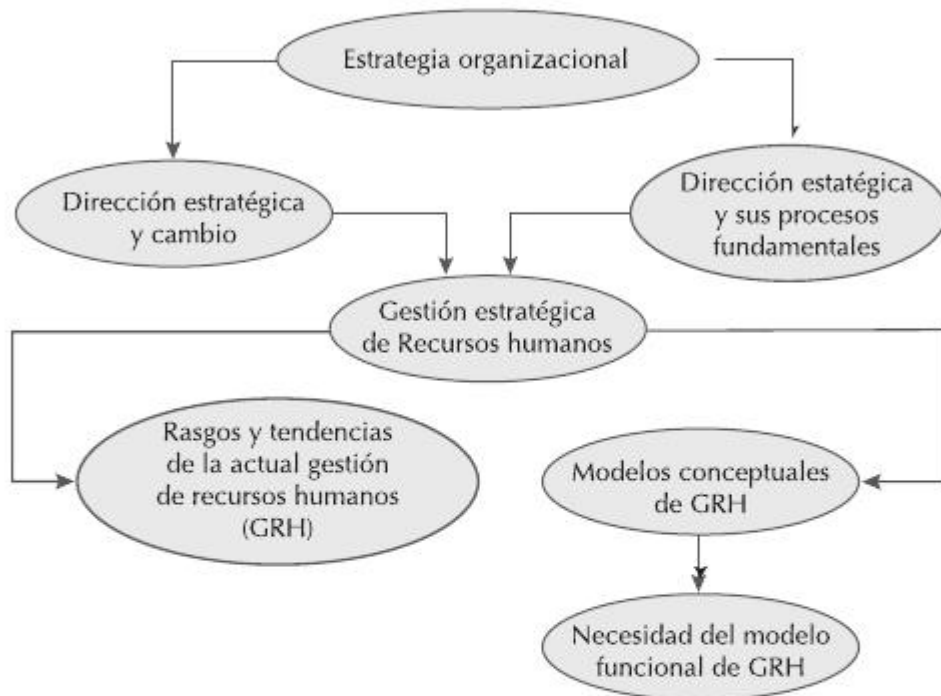 Estrategia organizacional
Dirección estratégica
y cambio
Dirección estatégica
y sus procesos
fundamentales
Gestión estratégica
de Recursos humanos
Rasgos y tendencias
de la actual gestión
de recursos humanos
(GRH)
Modelos conceptuales
de GRH
Necesidad del modelo
funcional de GRH